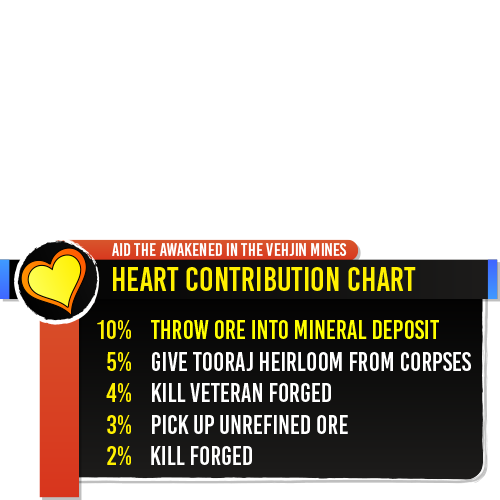 AID THE AWAKENED IN THE VEHJIN MINES
HEART CONTRIBUTION CHART
10% THROW ORE INTO MINERAL DEPOSIT
5% GIVE TOORAJ HEIRLOOM FROM CORPSES
4% KILL VETERAN FORGED
3% PICK UP UNREFINED ORE
2% KILL FORGED